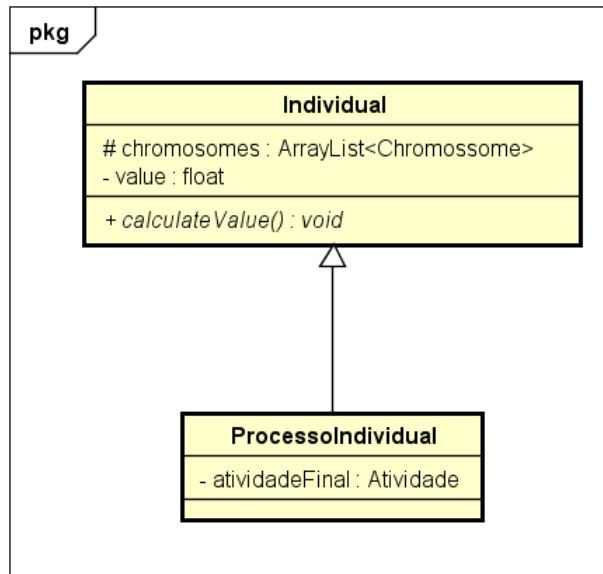 pkg
Individual
# chromosomes : ArrayList<Chromossome>
- value : float
+ calculateValue() : void
ProcessoIndividual
- atividadeFinal : Atividade